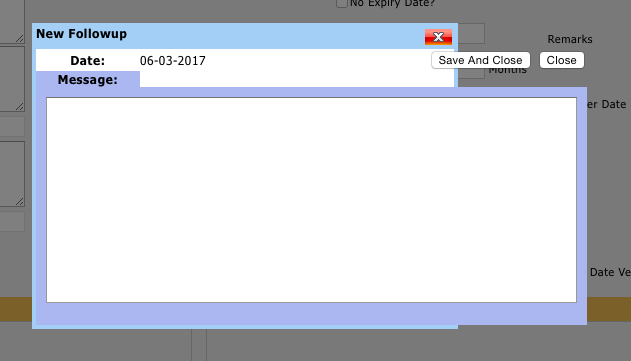 No Expiry Date?
New Followup
Remarks
Date: 06-03-2017 Save And Close Close
Months
Message:
er Date
Date Ve